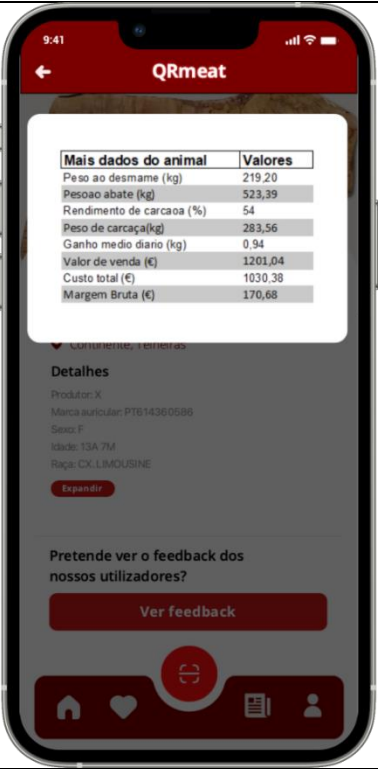 9:41
QRmeat
Mais dados do animal Valores
Peso ao desmame (kg) 219,20
Pesoao abate (kg) 523,39
Rendimento de carcaoa (%) 54
Peso de carcaça(kg) 283,56
Ganho medio diario (kg) 0,94
Valor de venda (€) 1201,04
Custo total (€) 1030,38
Margem Bruta (€) 170,68
Continente, Telheiras
Detalhes
Produtor: X
Marca auricular: PT614360586
Sexo: F
Idade: 13A 7M
Raça: CX. LIMOUSINE
Expandir
Pretende ver o feedback dos
nossos utilizadores?
Ver feedback